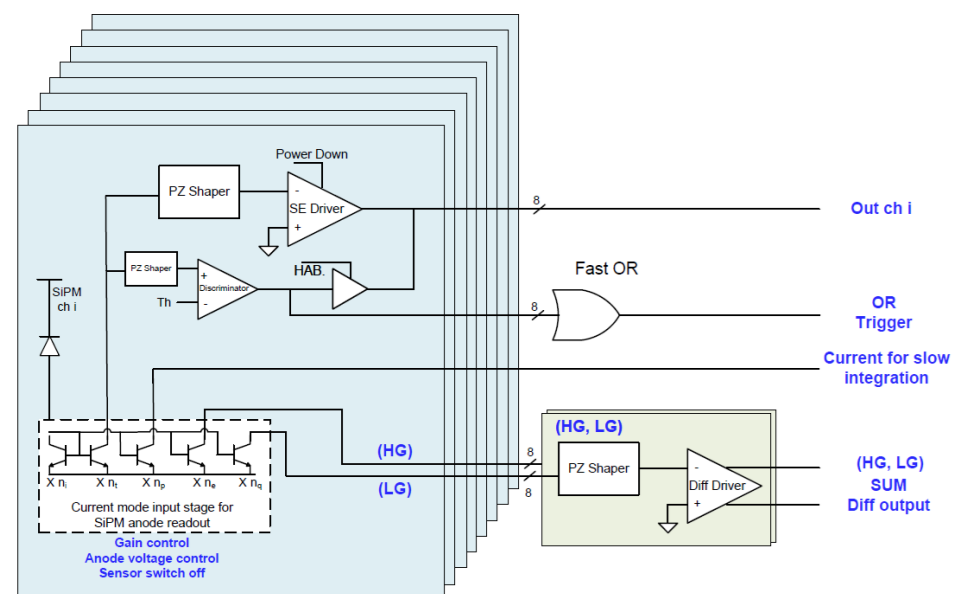 Power Down
PZ Shaper
-
SE Driver
+
8
Out ch i
PZ Shaper
+
Discriminator
Th
-
HAB.
SiPM
ch i
Fast OR
8
OR
Trigger
Current for slow
integration
X ni
X nt
X np
X ne
X nq
Current mode input stage for
SiPM anode readout
Gain control
Anode voltage control
Sensor switch off
(HG)
8
(LG)
8
(HG, LG)
PZ Shaper
-
Diff Driver
+
(HG, LG)
SUM
Diff output